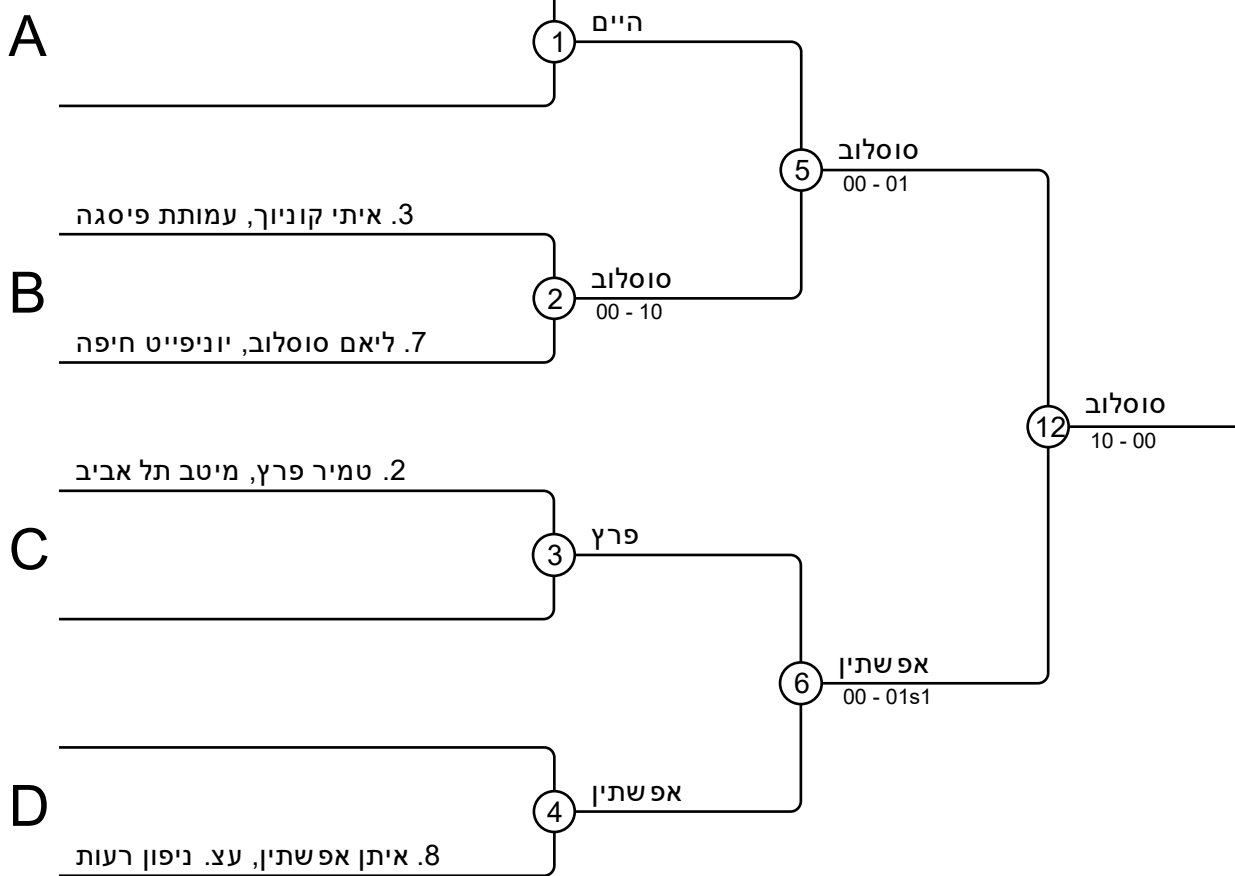 A
1
היים
5
סוסלוב
00 - 01
3. איתי קוניוך, עמותת פיסגה
B
2
סוסלוב
00 - 10
7. ליאם סוסלוב, יוניפייט חיפה
12
סוסלוב
10 - 00
2. טמיר פרץ, מיטב תל אביב
C
3
פרץ
6
אפשתין
00 - 01s1
D
4
אפשתין
8. איתן אפשתין, עצ. ניפון רעות